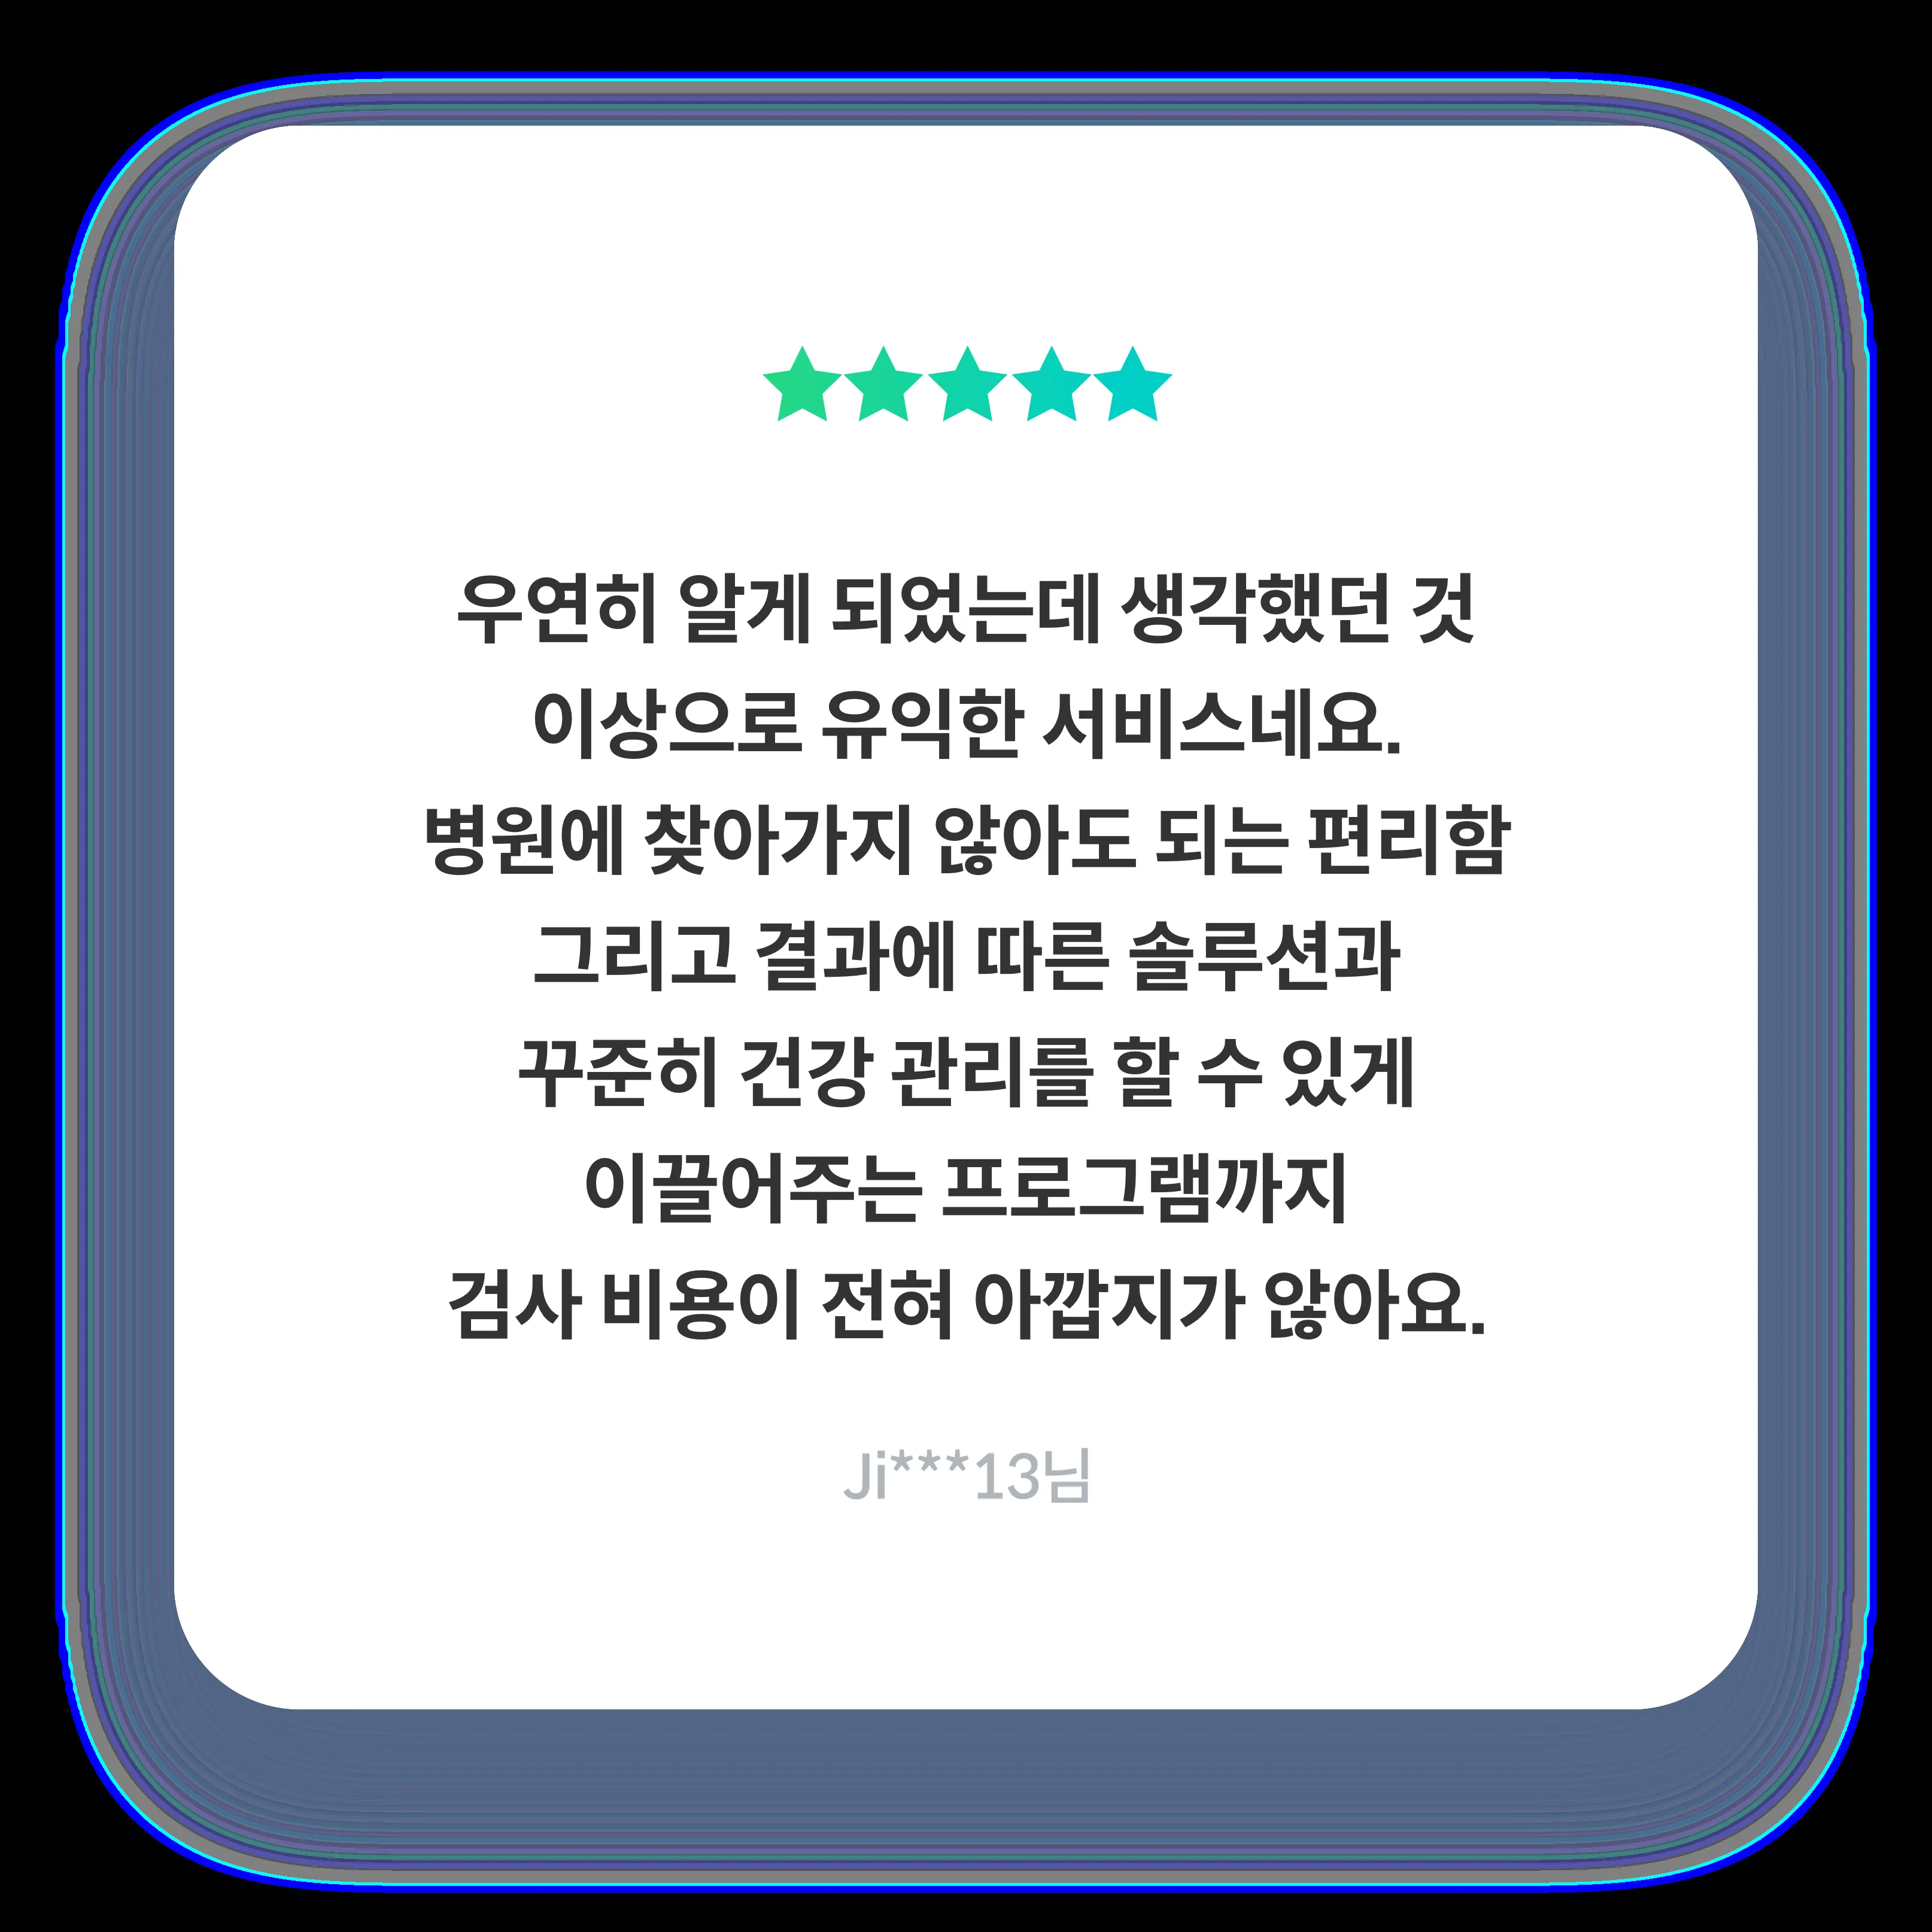 우연히 알게 되었는데 생각했던 것
이상으로 유익한 서비스네요.
병원에 찾아가지 않아도 되는 편리함
그리고 결과에 따른 솔루션과
꾸준히 건강 관리를 할 수 있게
이끌어주는 프로그램까지
검사 비용이 전혀 아깝지가 않아요.
Ji***13님